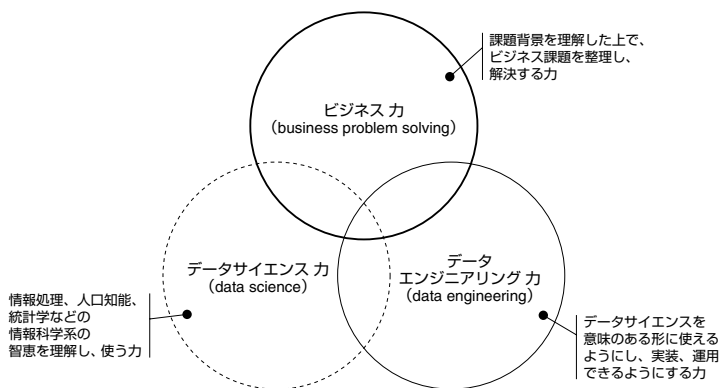 課題背景を理解した上で、
ビジネス課題を整理し、
解決する力
ビジネス 力
（business problem solving）
データサイエンス 力
（data science）
データ
エンジニアリング 力
（data engineering）
情報処理、人口知能、
統計学などの
情報科学系の
智恵を理解し、使う力
データサイエンスを
意味のある形に使える
ようにし、実装、運用
できるようにする力